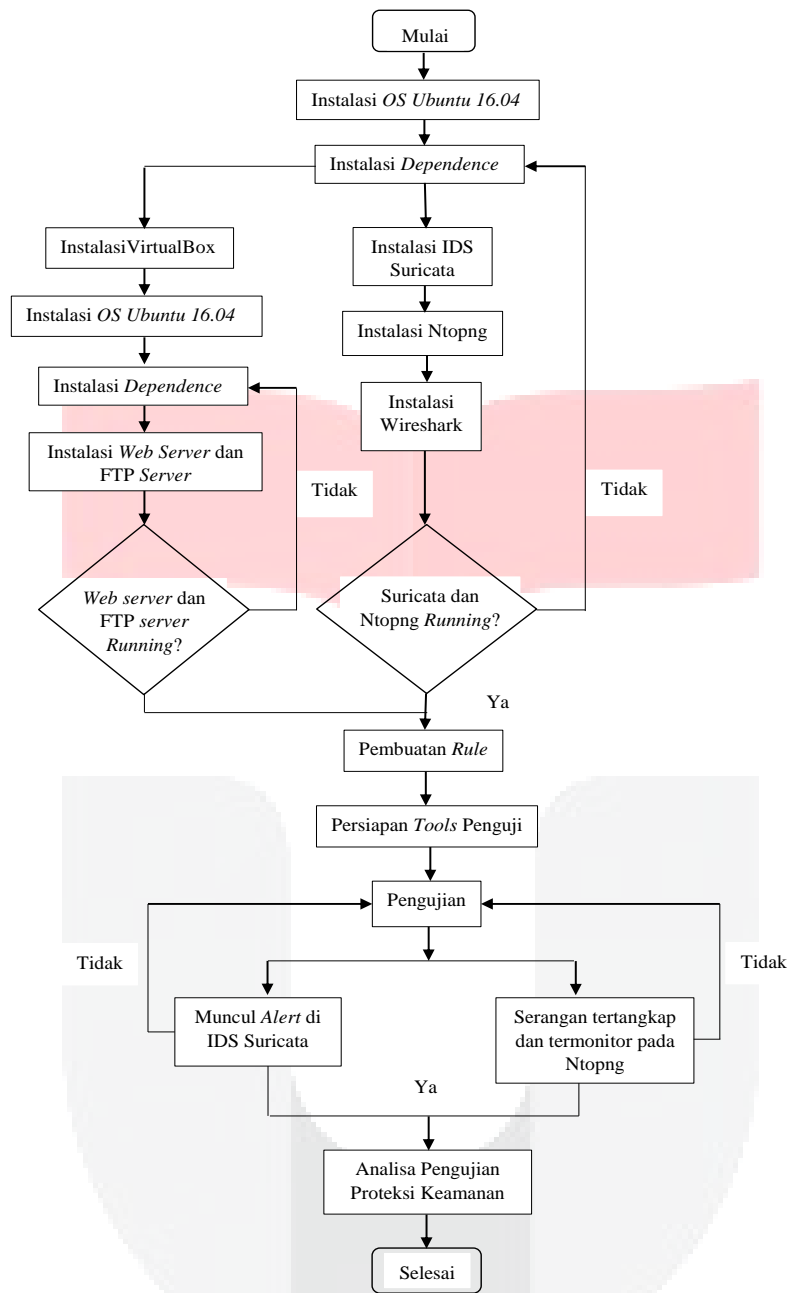 Mulai
Instalasi OS Ubuntu 16.04
Instalasi Dependence
InstalasiVirtualBox
Instalasi OS Ubuntu 16.04
Instalasi Dependence
Instalasi Web Server dan
FTP Server
Tidak
Web server dan
FTP server
Running?
Instalasi IDS
Suricata
Instalasi Ntopng
Instalasi
Wireshark
Tidak
Suricata dan
Ntopng Running?
Ya
Pembuatan Rule
Persiapan Tools Penguji
Pengujian
Tidak
Tidak
Muncul Alert di
IDS Suricata
Serangan tertangkap
dan termonitor pada
Ntopng
Ya
Analisa Pengujian
Proteksi Keamanan
Selesai